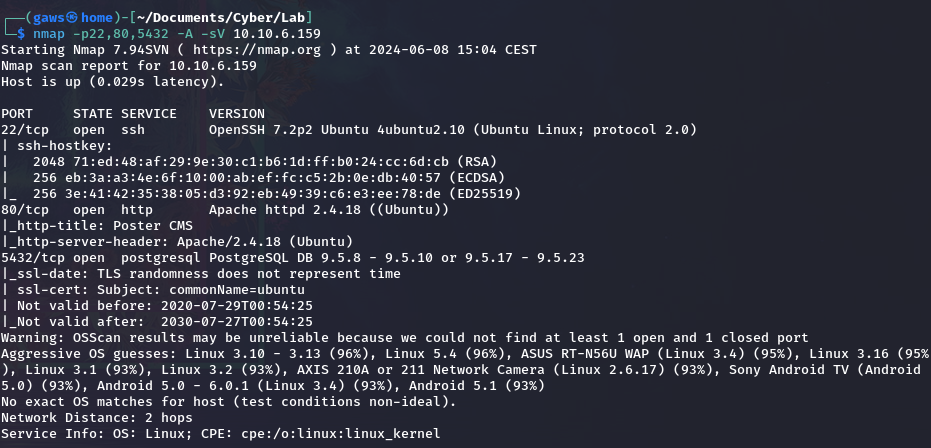 ┌──(gaws㉿home)-[~/Documents/Cyber/Lab]
└─$ nmap -p22,80,5432 -A -sV 10.10.6.159
Starting Nmap 7.94SVN ( https://nmap.org ) at 2024-06-08 15:04 CEST
Nmap scan report for 10.10.6.159
Host is up (0.029s latency).

PORT     STATE SERVICE    VERSION
22/tcp   open  ssh        OpenSSH 7.2p2 Ubuntu 4ubuntu2.10 (Ubuntu Linux; protocol 2.0)
| ssh-hostkey:
|   2048 71:ed:48:af:29:9e:30:c1:b6:1d:ff:b0:24:cc:6d:cb (RSA)
|   256 eb:3a:a3:4e:6f:10:00:ab:ef:fc:c5:2b:0e:db:40:57 (ECDSA)
|_  256 3e:41:42:35:38:05:d3:92:eb:49:39:c6:e3:ee:78:de (ED25519)
80/tcp   open  http       Apache httpd 2.4.18 ((Ubuntu))
|_http-title: Poster CMS
|_http-server-header: Apache/2.4.18 (Ubuntu)
5432/tcp open  postgresql PostgreSQL DB 9.5.8 - 9.5.10 or 9.5.17 - 9.5.23
|_ssl-date: TLS randomness does not represent time
| ssl-cert: Subject: commonName=ubuntu
| Not valid before: 2020-07-29T00:54:25
|_Not valid after:  2030-07-27T00:54:25
Warning: OSScan results may be unreliable because we could not find at least 1 open and 1 closed port
Aggressive OS guesses: Linux 3.10 - 3.13 (96%), Linux 5.4 (96%), ASUS RT-N56U WAP (Linux 3.4) (95%), Linux 3.16 (95%
), Linux 3.1 (93%), Linux 3.2 (93%), AXIS 210A or 211 Network Camera (Linux 2.6.17) (93%), Sony Android TV (Android
5.0) (93%), Android 5.0 - 6.0.1 (Linux 3.4) (93%), Android 5.1 (93%)
No exact OS matches for host (test conditions non-ideal).
Network Distance: 2 hops
Service Info: OS: Linux; CPE: cpe:/o:linux:linux_kernel